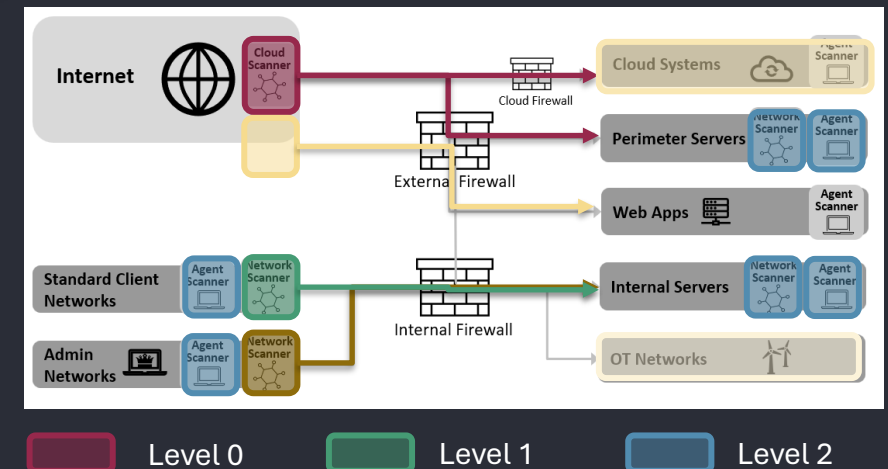 Internet
Cloud
Scanner
Cloud Firewall
Cloud Systems
Agent
Scanner
External Firewall
Perimeter Servers
Network
Scanner
Agent
Scanner
Web Apps
Agent
Scanner
Standard Client
Networks
Agent
Scanner
Network
Scanner
Internal Firewall
Internal Servers
Network
Scanner
Agent
Scanner
Admin
Networks
Agent
Scanner
Network
Scanner
OT Networks
Level 0
Level 1
Level 2